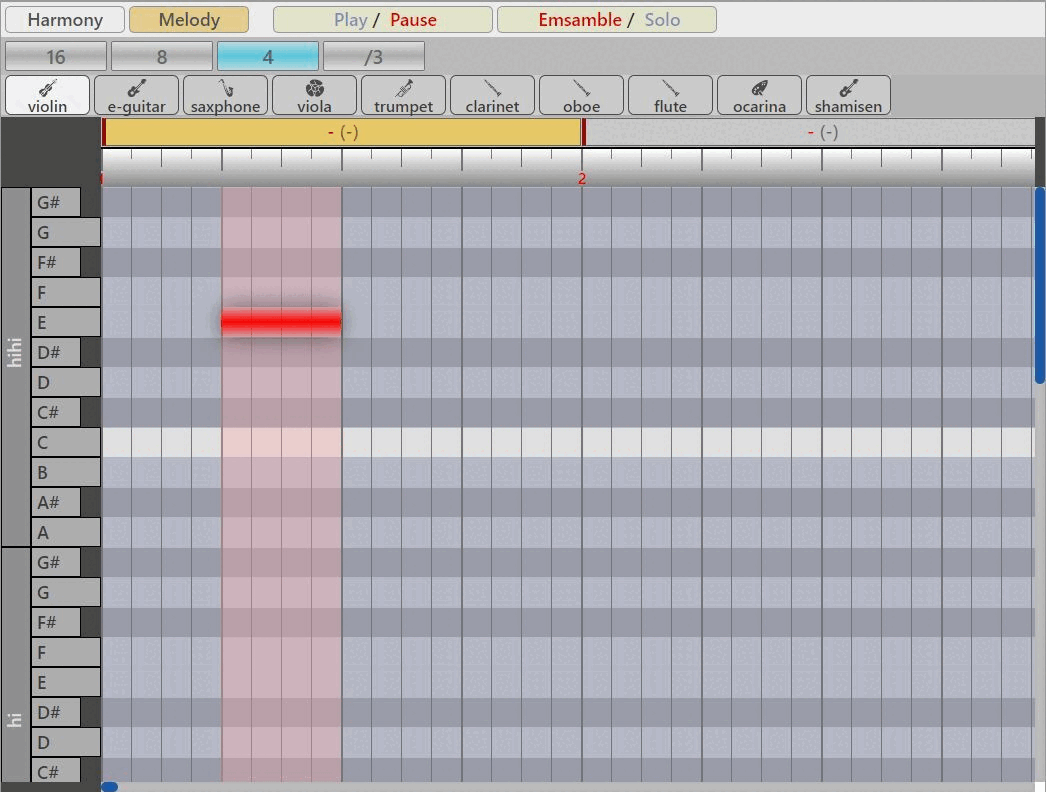 Harmony Melody Play / Pause Emsamble / Solo
16 8 4 /3
violin e-guitar saxphone viola trumpet clarinet oboe flute ocarina shamisen
- (-) - (-)
2
hihi
G#
G
F#
F
E
D#
D
C#
C
B
A#
A
hi
G#
G
F#
F
E
D#
D
C#